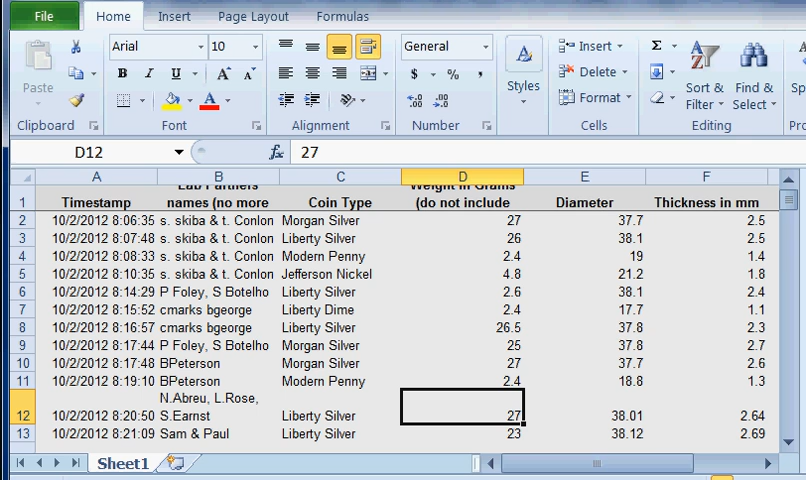 File Home Insert Page Layout Formulas
Paste
Arial 10
B I U A A A
General
$ % ,
.00 .0
Styles
Insert
Delete
Format
Σ
Sort & Filter
Find & Select
Clipboard Font Alignment Number Cells Editing
D12 fx 27
A B C D E F
Lab Partners Weight in Grams
1 Timestamp names (no more Coin Type (do not include Diameter Thickness in mm
2 10/2/2012 8:06:35 s. skiba & t. Conlon Morgan Silver 27 37.7 2.5
3 10/2/2012 8:07:48 s. skiba & t. Conlon Liberty Silver 26 38.1 2.5
4 10/2/2012 8:08:33 s. skiba & t. Conlon Modern Penny 2.4 19 1.4
5 10/2/2012 8:10:35 s. skiba & t. Conlon Jefferson Nickel 4.8 21.2 1.8
6 10/2/2012 8:14:29 P Foley, S Botelho Liberty Silver 2.6 38.1 2.4
7 10/2/2012 8:15:52 cmarks bgeorge Liberty Dime 2.4 17.7 1.1
8 10/2/2012 8:16:57 cmarks bgeorge Liberty Silver 26.5 37.8 2.3
9 10/2/2012 8:17:44 P Foley, S Botelho Morgan Silver 25 37.8 2.7
10 10/2/2012 8:17:48 BPeterson Morgan Silver 27 37.7 2.6
11 10/2/2012 8:19:10 BPeterson Modern Penny 2.4 18.8 1.3
N.Abreu, L.Rose,
12 10/2/2012 8:20:50 S.Earnst Liberty Silver 27 38.01 2.64
13 10/2/2012 8:21:09 Sam & Paul Liberty Silver 23 38.12 2.69
Sheet1